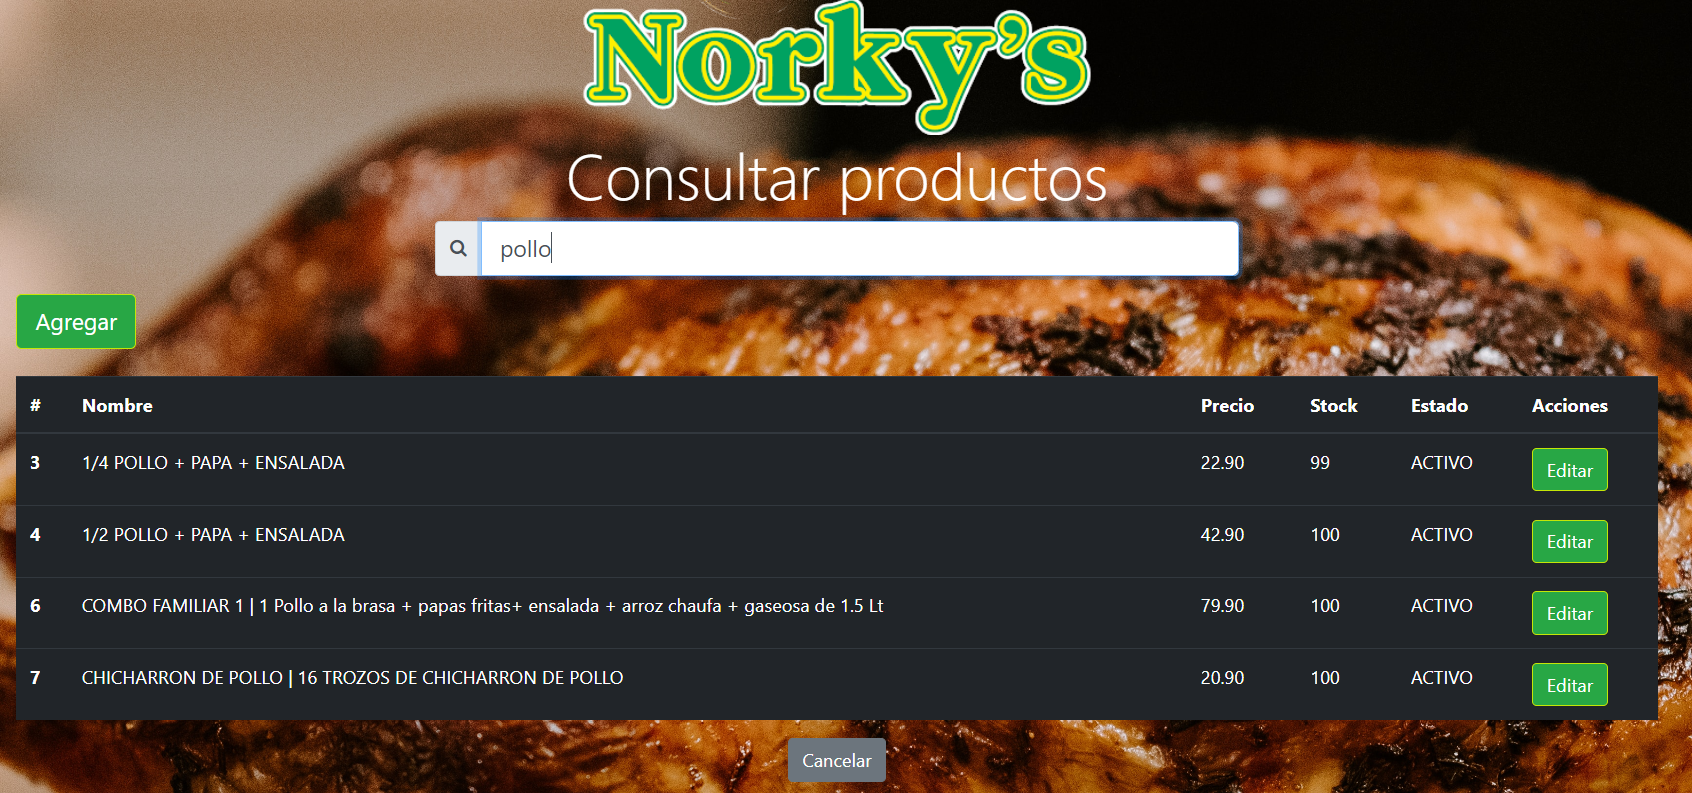 Norky's
Consultar productos
pollo
Agregar
# Nombre Precio Stock Estado Acciones
3 1/4 POLLO + PAPA + ENSALADA 22.90 99 ACTIVO Editar
4 1/2 POLLO + PAPA + ENSALADA 42.90 100 ACTIVO Editar
6 COMBO FAMILIAR 1 | 1 Pollo a la brasa + papas fritas+ ensalada + arroz chaufa + gaseosa de 1.5 Lt 79.90 100 ACTIVO Editar
7 CHICHARRON DE POLLO | 16 TROZOS DE CHICHARRON DE POLLO 20.90 100 ACTIVO Editar
Cancelar